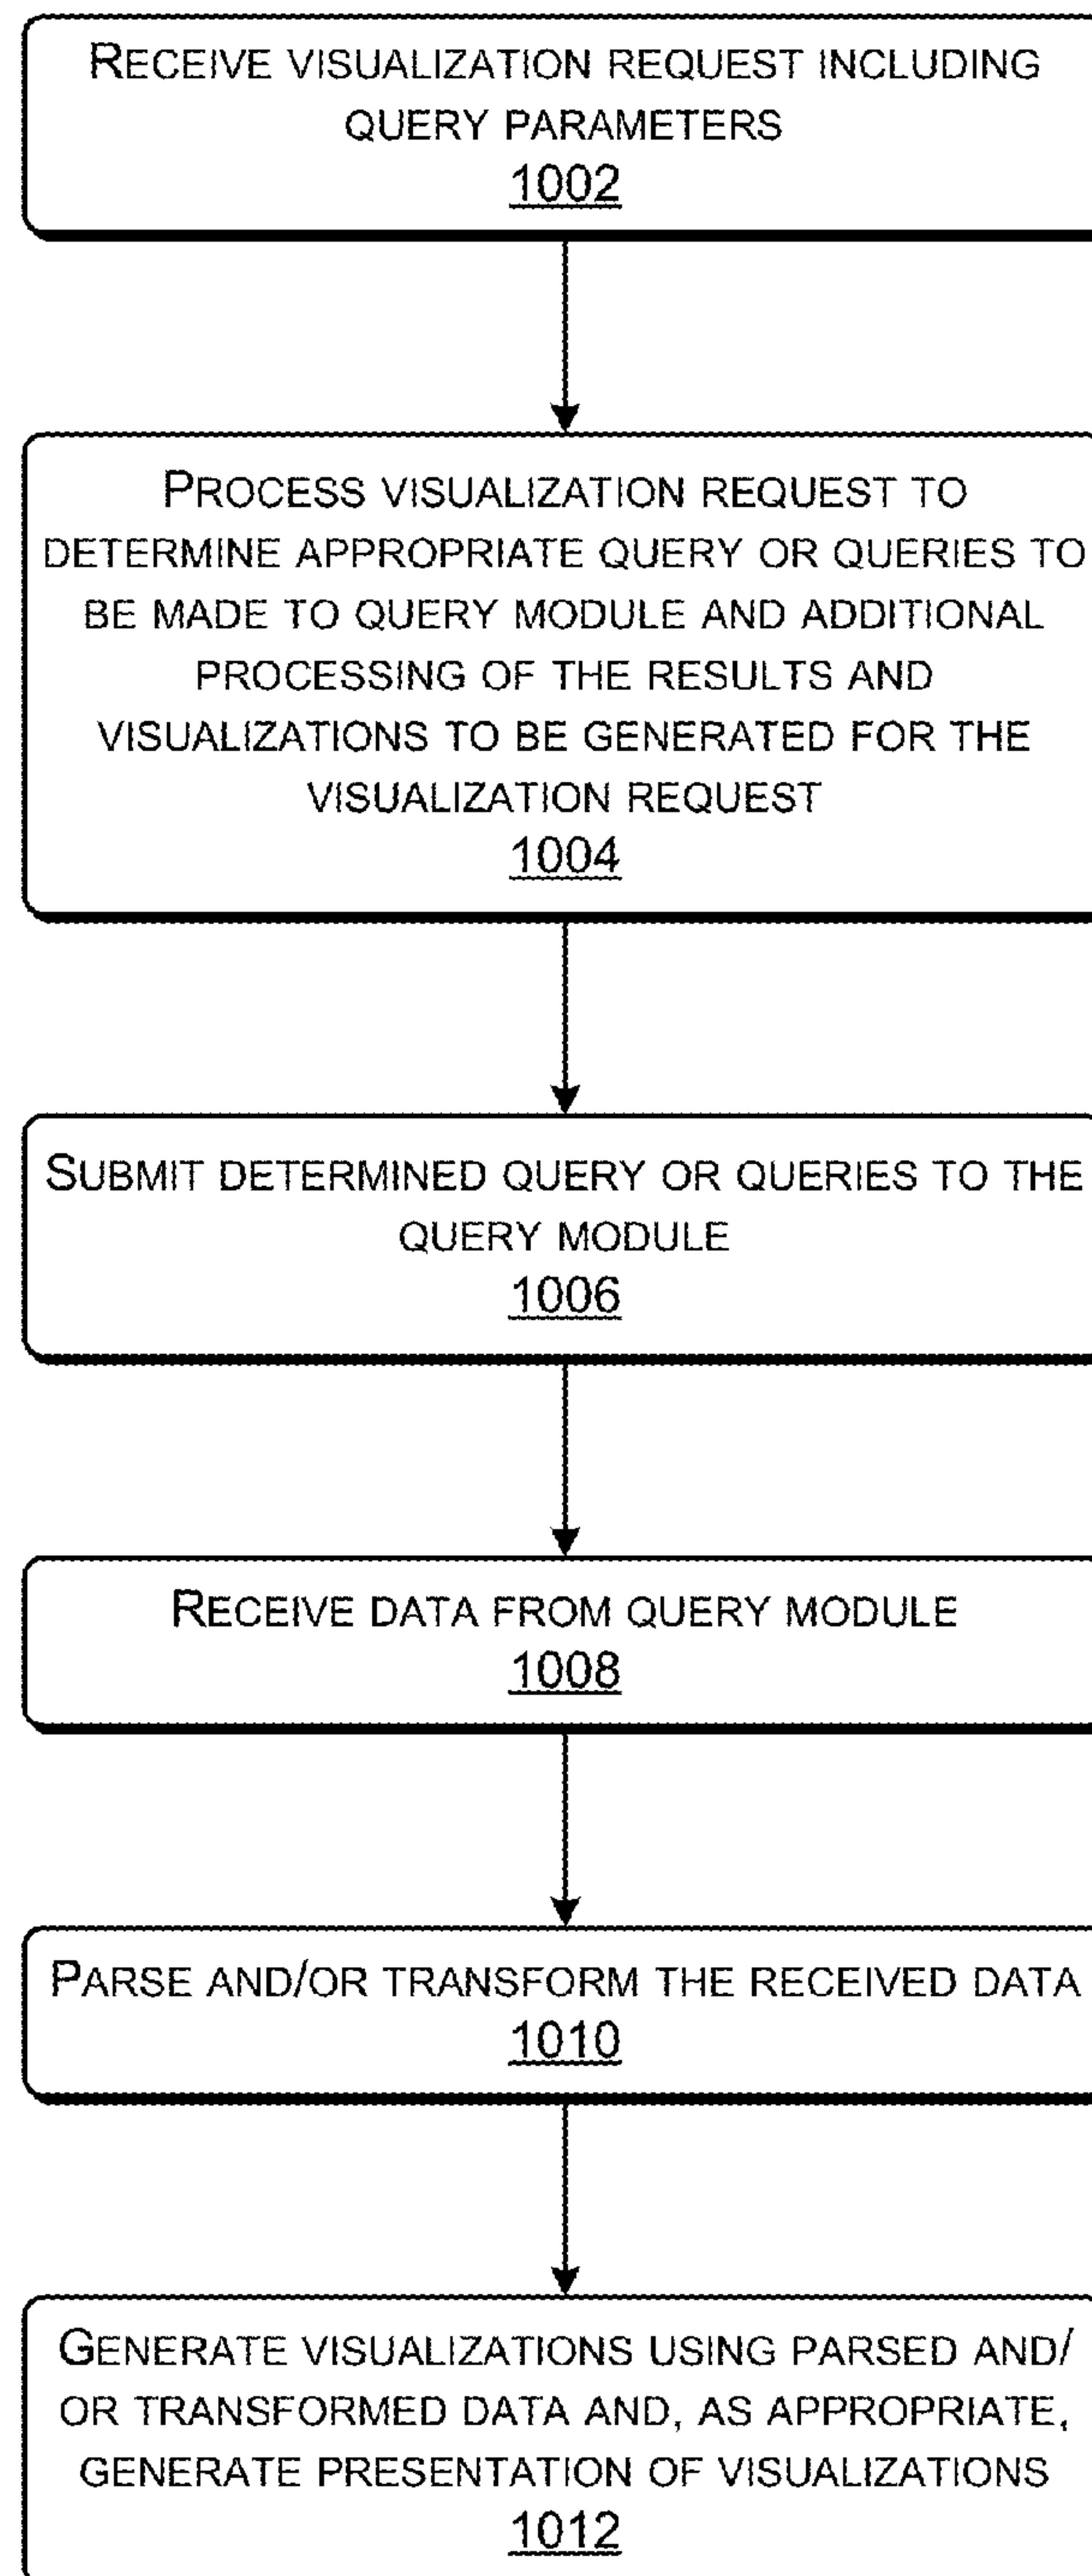 RECEIVE VISUALIZATION REQUEST INCLUDING
QUERY PARAMETERS
1002
PROCESS VISUALIZATION REQUEST TO
DETERMINE APPROPRIATE QUERY OR QUERIES TO
BE MADE TO QUERY MODULE AND ADDITIONAL
PROCESSING OF THE RESULTS AND
VISUALIZATIONS TO BE GENERATED FOR THE
VISUALIZATION REQUEST
1004
SUBMIT DETERMINED QUERY OR QUERIES TO THE
QUERY MODULE
1006
RECEIVE DATA FROM QUERY MODULE
1008
PARSE AND/OR TRANSFORM THE RECEIVED DATA
1010
GENERATE VISUALIZATIONS USING PARSED AND/
OR TRANSFORMED DATA AND, AS APPROPRIATE,
GENERATE PRESENTATION OF VISUALIZATIONS
1012